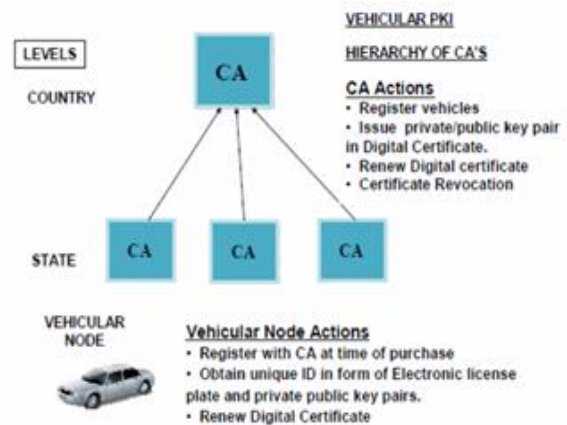 VEHICULAR PKI
HIERARCHY OF CA'S
LEVELS
COUNTRY
CA
CA Actions
• Register vehicles
• Issue private/public key pair
in Digital Certificate.
• Renew Digital certificate
• Certificate Revocation
STATE
CA
CA
CA
VEHICULAR
NODE
Vehicular Node Actions
• Register with CA at time of purchase
• Obtain unique ID in form of Electronic license
plate and private public key pairs.
• Renew Digital Certificate